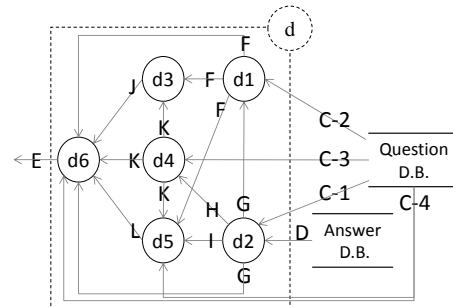 d
F
d3
F
d1
J
F
C-2
K
E
d6
K
d4
C-3
Question
D.B.
K
C-1
H
G
C-4
L
d5
I
d2
D
Answer
D.B.
G